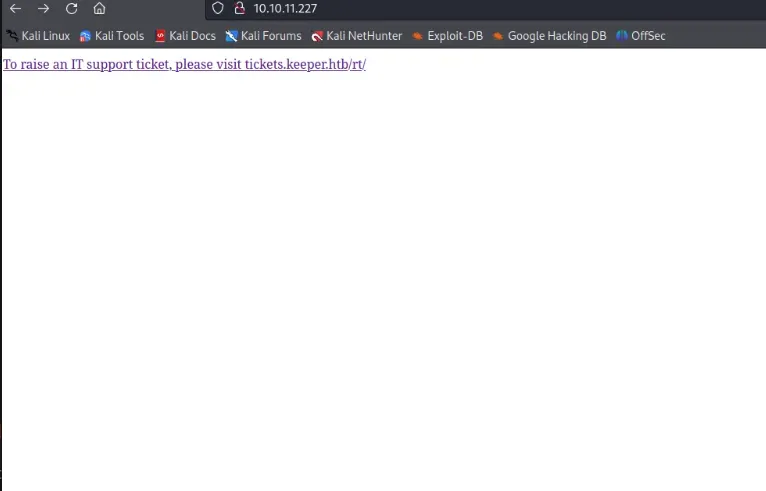 10.10.11.227
Kali Linux Kali Tools Kali Docs Kali Forums Kali NetHunter Exploit-DB Google Hacking DB OffSec
To raise an IT support ticket, please visit tickets.keeper.htb/rt/